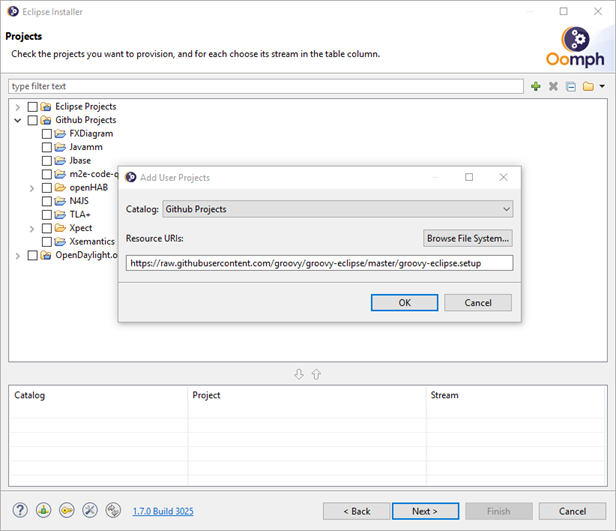 Eclipse Installer
Projects
Check the projects you want to provision, and for each choose its stream in the table column.
Oomph
type filter text
Eclipse Projects
Github Projects
FXDiagram
Javamm
Jbase
m2e-code-q
openHAB
N4JS
TLA+
Xpect
Xsemantics
OpenDaylight.o
Add User Projects
Catalog: Github Projects
Resource URIs: Browse File System...
https://raw.githubusercontent.com/groovy/groovy-eclipse/master/groovy-eclipse.setup
OK Cancel
Catalog Project Stream
1.7.0 Build 3025 < Back Next > Finish Cancel